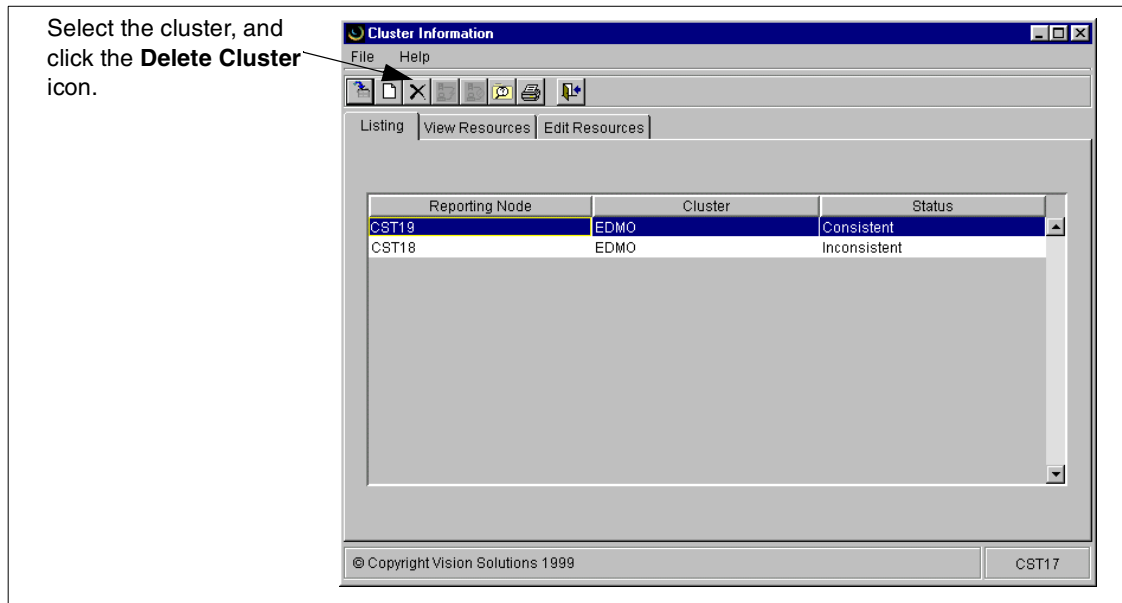 Select the cluster, and
click the Delete Cluster
icon.
Cluster Information
File Help
Listing View Resources Edit Resources
Reporting Node Cluster Status
CST19 EDMO Consistent
CST18 EDMO Inconsistent
© Copyright Vision Solutions 1999 CST17